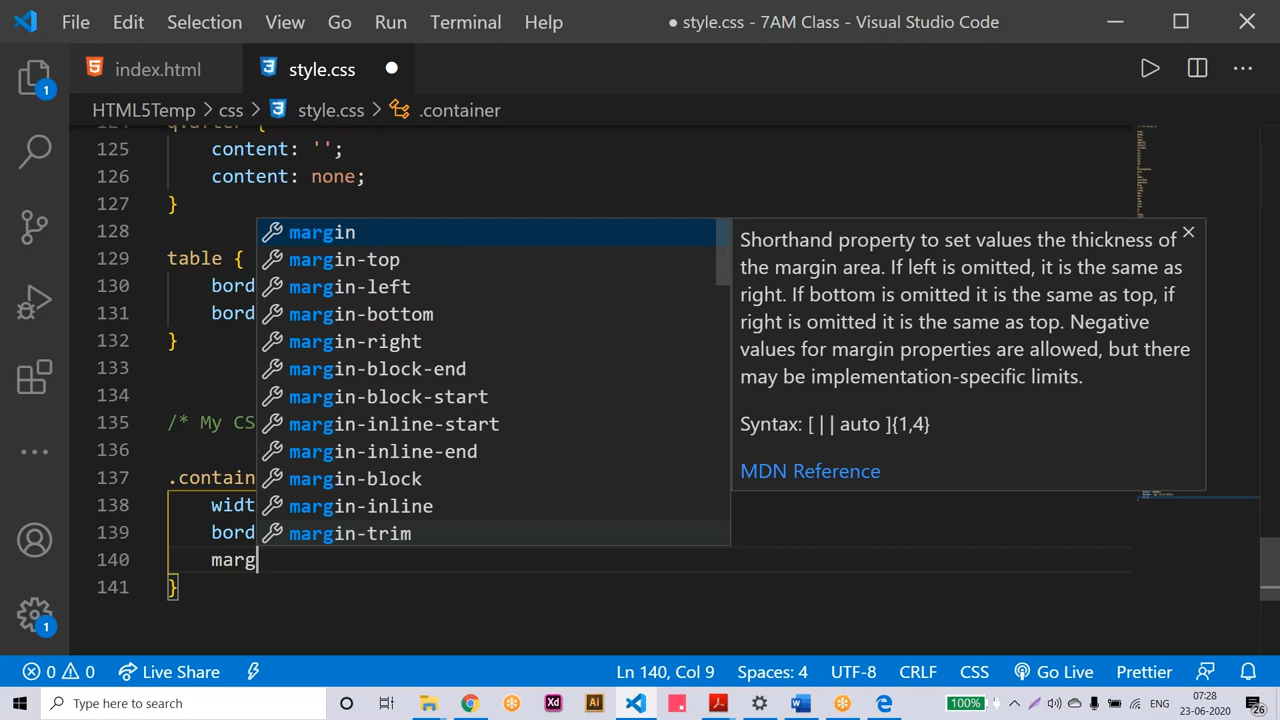 File Edit Selection View Go Run Terminal Help
● style.css - 7AM Class - Visual Studio Code
index.html
style.css ●
HTML5Temp > css > style.css > .container
1
125 content: '';
126 content: none;
127 }
128
129 table {
130 bord
131 bord
132 }
133
134
135 /* My CS
136
137 .contain
138 widt
139 bord
140 marg
141 }
margin
margin-top
margin-left
margin-bottom
margin-right
margin-block-end
margin-block-start
margin-inline-start
margin-inline-end
margin-block
margin-inline
margin-trim
Shorthand property to set values the thickness of
the margin area. If left is omitted, it is the same as
right. If bottom is omitted it is the same as top, if
right is omitted it is the same as top. Negative
values for margin properties are allowed, but there
may be implementation-specific limits.
Syntax: [ | | auto ]{1,4}
MDN Reference
1
0 0 Live Share Ln 140, Col 9 Spaces: 4 UTF-8 CRLF CSS Go Live Prettier
Type here to search
Xd Ai 100% ENG
07:28
23-06-2020
26